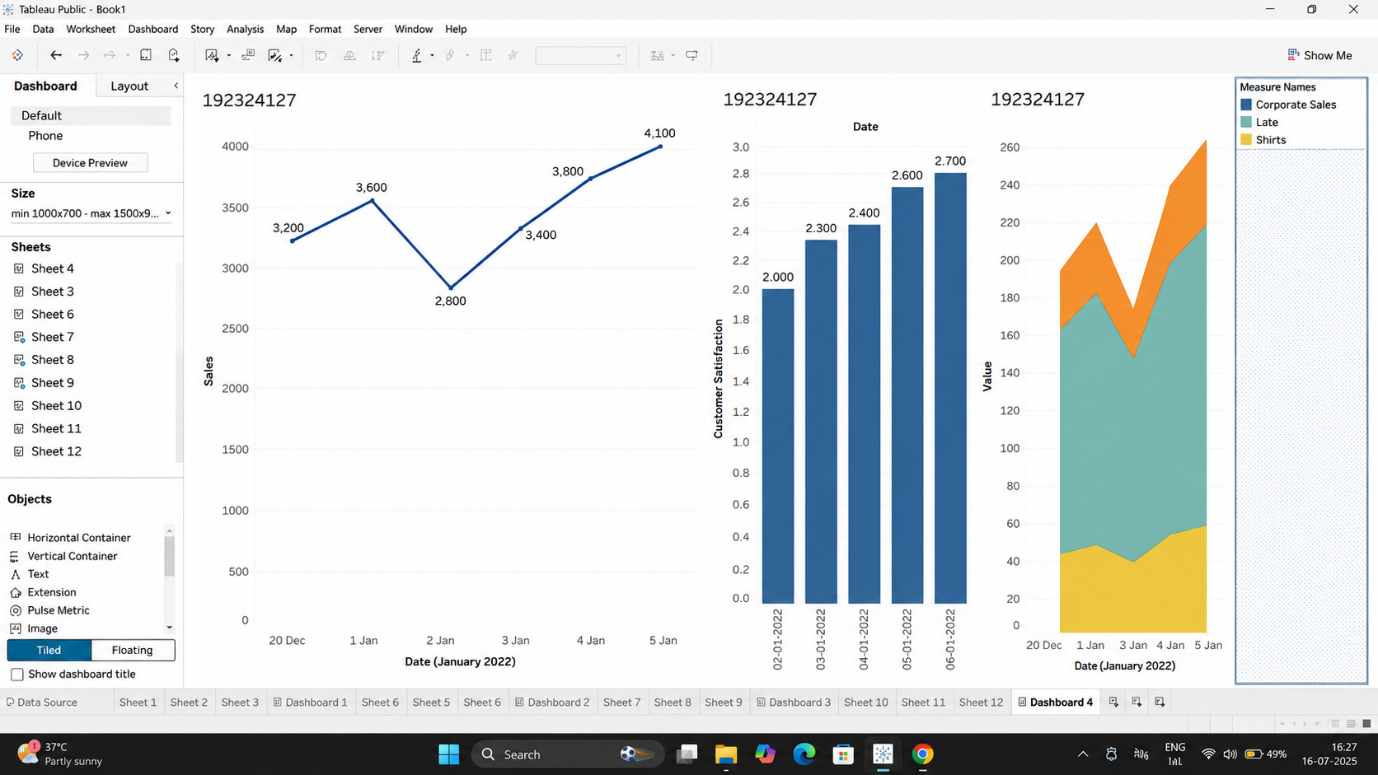 Tableau Public - Book1
File Data Worksheet Dashboard Story Analysis Map Format Server Window Help
Show Me
Dashboard Layout
Default
Phone
Device Preview
Size
min 1000x700 - max 1500x9...
Sheets
Sheet 4
Sheet 3
Sheet 6
Sheet 7
Sheet 8
Sheet 9
Sheet 10
Sheet 11
Sheet 12
Objects
Horizontal Container
Vertical Container
Text
Extension
Pulse Metric
Image
Tiled Floating
Show dashboard title
192324127
4000
3500
3000
2500
2000
1500
1000
500
0
Sales
3,200
3,600
2,800
3,400
3,800
4,100
20 Dec 1 Jan 2 Jan 3 Jan 4 Jan 5 Jan
Date (January 2022)
192324127
Date
3.0
2.8
2.6
2.4
2.2
2.0
1.8
1.6
1.4
1.2
1.0
0.8
0.6
0.4
0.2
0.0
Customer Satisfaction
2.000
2.300
2.400
2.600
2.700
02-01-2022
03-01-2022
04-01-2022
05-01-2022
06-01-2022
192324127
260
240
220
200
180
160
140
120
100
80
60
40
20
0
Value
20 Dec 1 Jan 3 Jan 4 Jan 5 Jan
Date (January 2022)
Measure Names
Corporate Sales
Late
Shirts
Data Source Sheet 1 Sheet 2 Sheet 3 Dashboard 1 Sheet 6 Sheet 5 Sheet 6 Dashboard 2 Sheet 7 Sheet 8 Sheet 9 Dashboard 3 Sheet 10 Sheet 11 Sheet 12 Dashboard 4
1
37°C
Partly sunny
Search
ENG
49%
16:27
16-07-2025